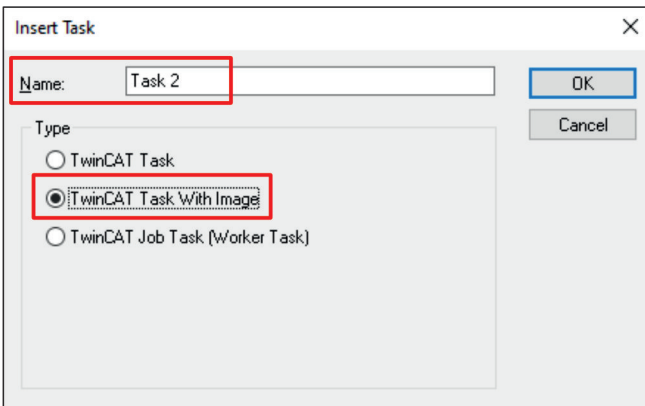 Insert Task
Name: Task 2
OK
Type
Cancel
TwinCAT Task
TwinCAT Task With Image
TwinCAT Job Task (Worker Task)